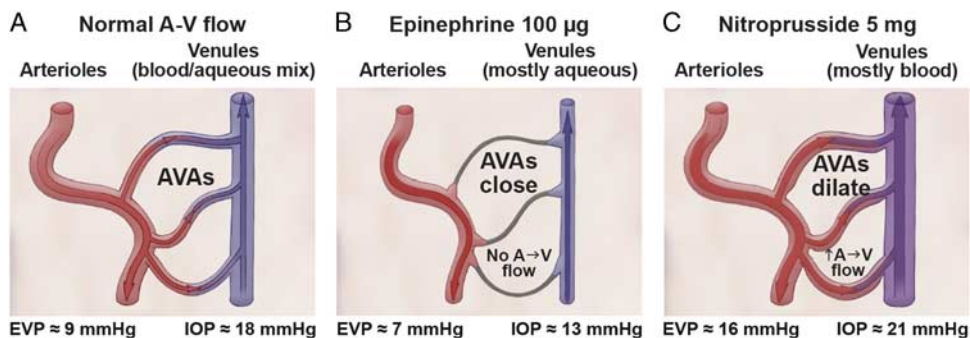 A Normal A-V flow
Arterioles
Venules
(blood/aqueous mix)
AVAs
EVP ≈ 9 mmHg
IOP ≈ 18 mmHg
B Epinephrine 100 μg
Arterioles
Venules
(mostly aqueous)
AVAs
close
No A→V
flow
EVP ≈ 7 mmHg
IOP ≈ 13 mmHg
C Nitroprusside 5 mg
Arterioles
Venules
(mostly blood)
AVAs
dilate
↑A→V
flow
EVP ≈ 16 mmHg
IOP ≈ 21 mmHg